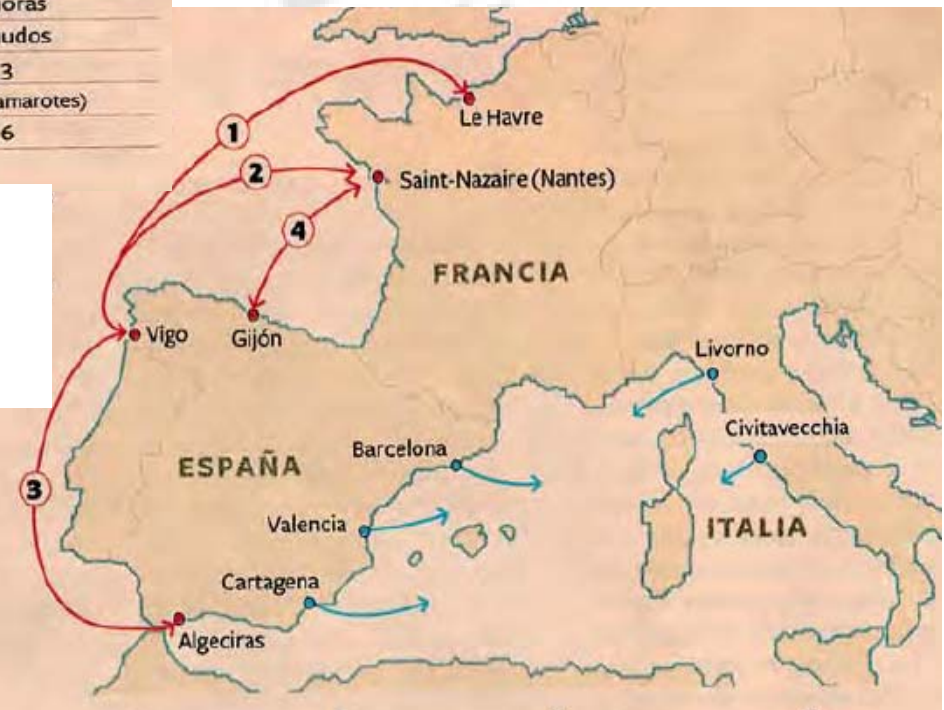 udos
3
amarotes)
6
1
Le Havre
2
Saint-Nazaire (Nantes)
4
FRANCIA
Vigo
Gijón
Livorno
Civitavecchia
Barcelona
ESPAÑA
3
Valencia
ITALIA
Cartagena
Algeciras